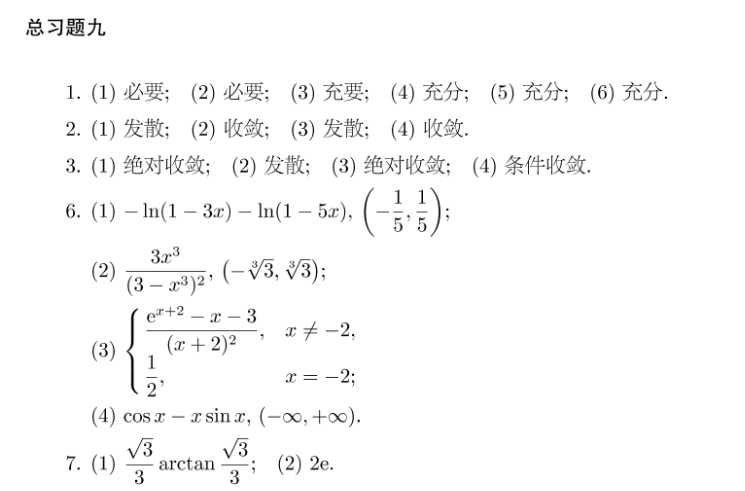 总习题九
1. (1) 必要; (2) 必要; (3) 充要; (4) 充分; (5) 充分; (6) 充分.
2. (1) 发散; (2) 收敛; (3) 发散; (4) 收敛.
3. (1) 绝对收敛; (2) 发散; (3) 绝对收敛; (4) 条件收敛.
6. (1) $-\ln(1-3x)-\ln(1-5x), \left(-\frac{1}{5}, \frac{1}{5}\right)$;
(2) $\frac{3x^3}{(3-x^3)^2}, (-\sqrt[3]{3}, \sqrt[3]{3})$;
(3) $\begin{cases} \frac{\mathrm{e}^{x+2}-x-3}{(x+2)^2}, & x \neq -2, \\ \frac{1}{2}, & x = -2; \end{cases}$
(4) $\cos x - x\sin x, (-\infty, +\infty)$.
7. (1) $\frac{\sqrt{3}}{3}\arctan\frac{\sqrt{3}}{3}$; (2) 2e.